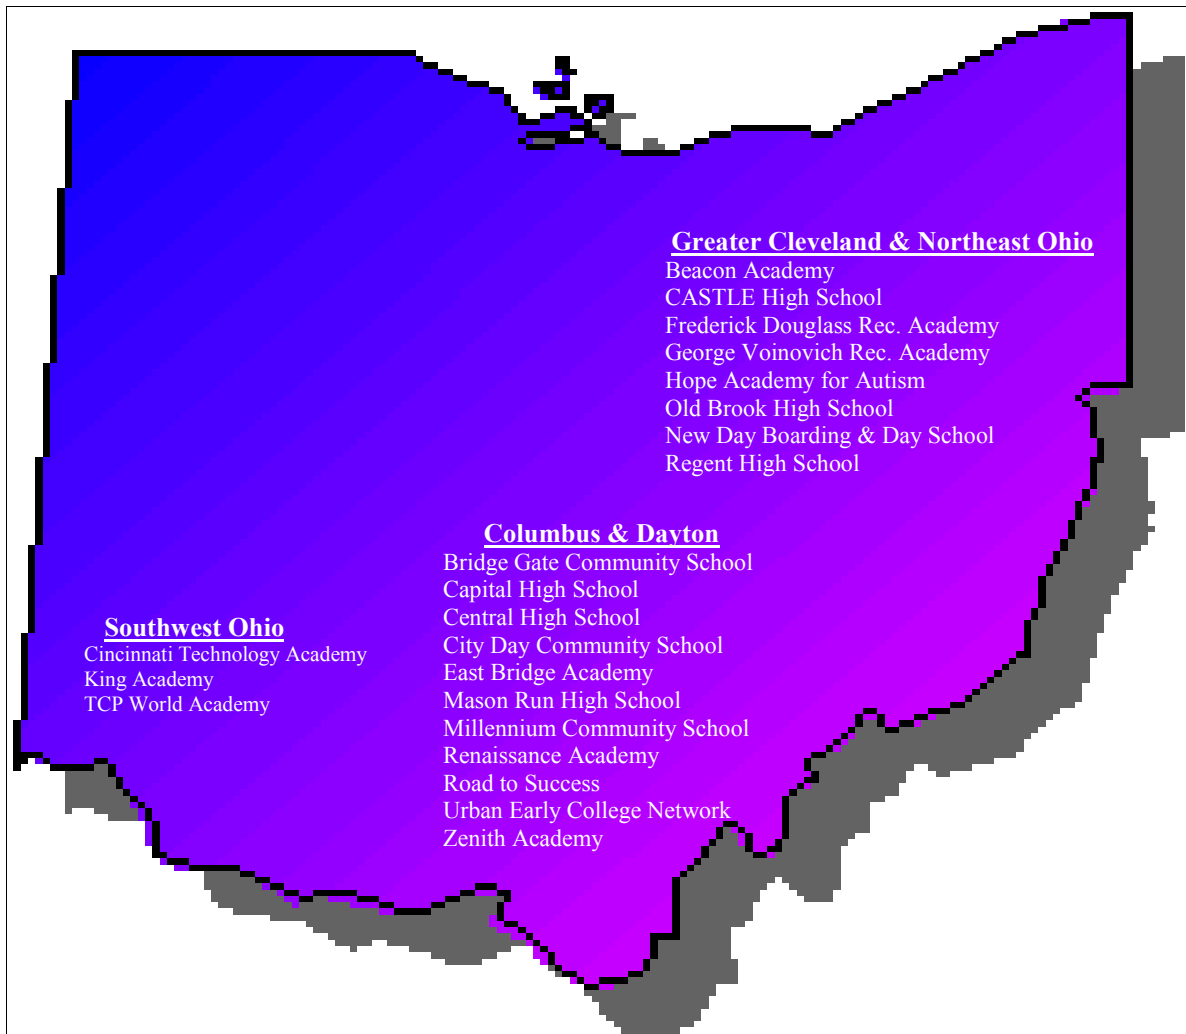 Greater Cleveland & Northeast Ohio
Beacon Academy
CASTLE High School
Frederick Douglass Rec. Academy
George Voinovich Rec. Academy
Hope Academy for Autism
Old Brook High School
New Day Boarding & Day School
Regent High School
Columbus & Dayton
Bridge Gate Community School
Capital High School
Central High School
City Day Community School
East Bridge Academy
Mason Run High School
Millennium Community School
Renaissance Academy
Road to Success
Urban Early College Network
Zenith Academy
Southwest Ohio
Cincinnati Technology Academy
King Academy
TCP World Academy